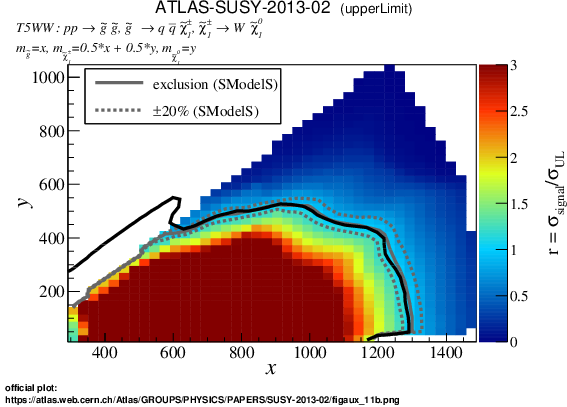 ATLAS-SUSY-2013-02 (upperLimit)
T5WW : pp → g̃ g̃, g̃ → q q̅ χ̃₁±, χ̃₁± → W χ̃₁⁰
m_g̃=x, m_χ̃₁±=0.5*x + 0.5*y, m_χ̃₁⁰=y
exclusion (SModelS)
±20% (SModelS)
1000
800
600
400
200
y
400 600 800 1000 1200 1400
x
3
2.5
2
1.5
1
0.5
0
r = σ_signal/σ_UL
official plot:
https://atlas.web.cern.ch/Atlas/GROUPS/PHYSICS/PAPERS/SUSY-2013-02/figaux_11b.png